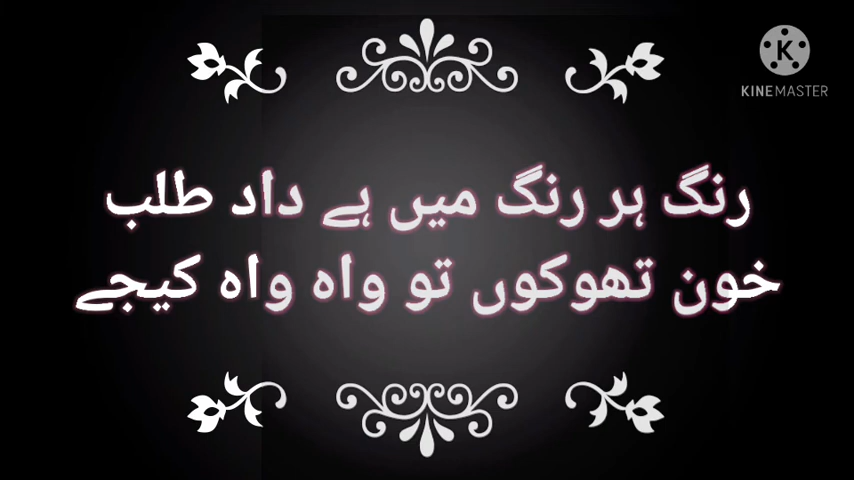 KINEMASTER
رنگ ہر رنگ میں ہے داد طلب
خون تھوکوں تو واہ واہ کیجے